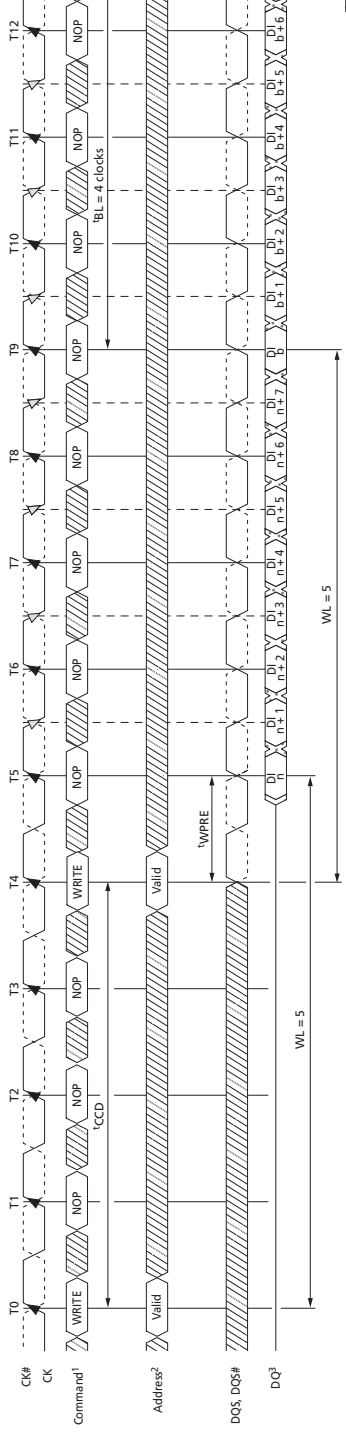 T0 T1 T2 T3 T4 T5 T6 T7 T8 T9 T10 T11 T12
CK#
CK
Command1 WRITE NOP NOP NOP WRITE NOP NOP NOP NOP NOP NOP NOP NOP
tCCD tBL = 4 clocks
Address2 Valid Valid
tWPRE
DQS, DQS#
DQ3 DI n DI n + 1 DI n + 2 DI n + 3 DI n + 4 DI n + 5 DI n + 6 DI n + 7 DI b DI b + 1 DI b + 2 DI b + 3 DI b + 4 DI b + 5 DI b + 6
WL = 5
WL = 5